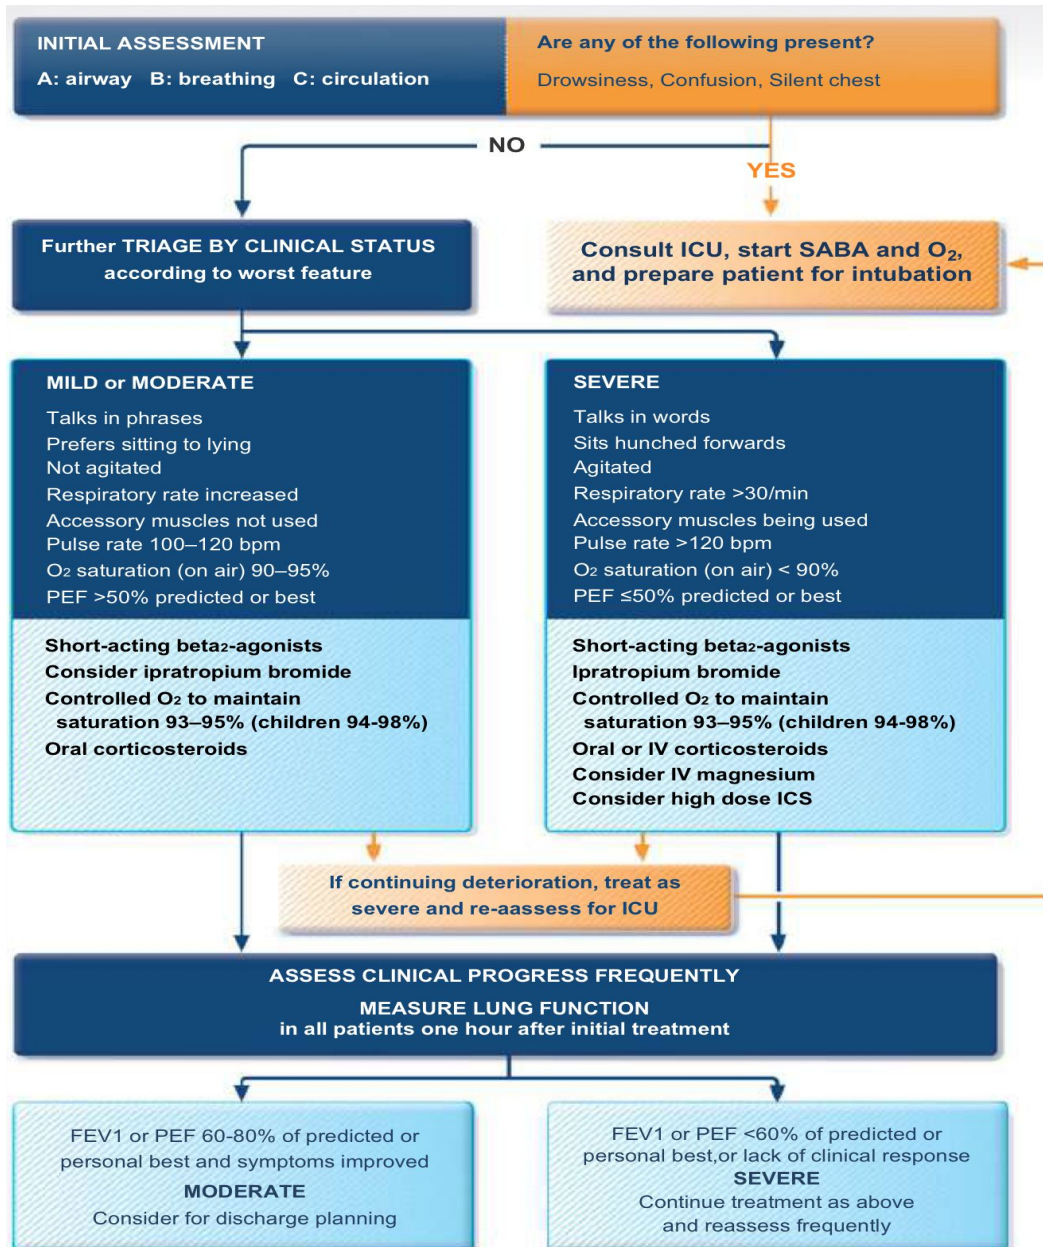 INITIAL ASSESSMENT
A: airway B: breathing C: circulation
Are any of the following present?
Drowsiness, Confusion, Silent chest
NO
YES
Further TRIAGE BY CLINICAL STATUS
according to worst feature
Consult ICU, start SABA and O₂,
and prepare patient for intubation
MILD or MODERATE
Talks in phrases
Prefers sitting to lying
Not agitated
Respiratory rate increased
Accessory muscles not used
Pulse rate 100–120 bpm
O₂ saturation (on air) 90–95%
PEF >50% predicted or best
Short-acting beta₂-agonists
Consider ipratropium bromide
Controlled O₂ to maintain
saturation 93–95% (children 94-98%)
Oral corticosteroids
SEVERE
Talks in words
Sits hunched forwards
Agitated
Respiratory rate >30/min
Accessory muscles being used
Pulse rate >120 bpm
O₂ saturation (on air) < 90%
PEF ≤50% predicted or best
Short-acting beta₂-agonists
Ipratropium bromide
Controlled O₂ to maintain
saturation 93–95% (children 94-98%)
Oral or IV corticosteroids
Consider IV magnesium
Consider high dose ICS
If continuing deterioration, treat as
severe and re-aassess for ICU
ASSESS CLINICAL PROGRESS FREQUENTLY
MEASURE LUNG FUNCTION
in all patients one hour after initial treatment
FEV1 or PEF 60-80% of predicted or
personal best and symptoms improved
MODERATE
Consider for discharge planning
FEV1 or PEF <60% of predicted or
personal best,or lack of clinical response
SEVERE
Continue treatment as above
and reassess frequently